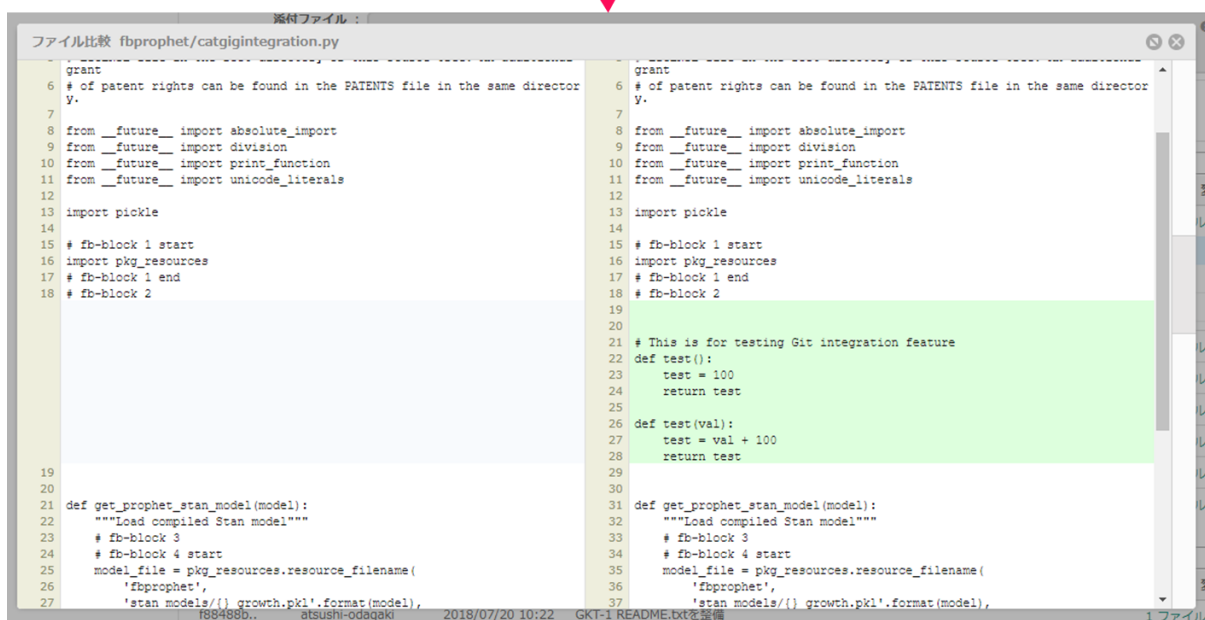 添付ファイル :
ファイル比較 fbprophet/catgigintegration.py
grant
6 # of patent rights can be found in the PATENTS file in the same director
y.
7
8 from __future__ import absolute_import
9 from __future__ import division
10 from __future__ import print_function
11 from __future__ import unicode_literals
12
13 import pickle
14
15 # fb-block 1 start
16 import pkg_resources
17 # fb-block 1 end
18 # fb-block 2
19
20
21 def get_prophet_stan_model(model):
22     """Load compiled Stan model"""
23     # fb-block 3
24     # fb-block 4 start
25     model_file = pkg_resources.resource_filename(
26         'fbprophet',
27         'stan_models/{}_growth.pkl'.format(model),
grant
6 # of patent rights can be found in the PATENTS file in the same director
y.
7
8 from __future__ import absolute_import
9 from __future__ import division
10 from __future__ import print_function
11 from __future__ import unicode_literals
12
13 import pickle
14
15 # fb-block 1 start
16 import pkg_resources
17 # fb-block 1 end
18 # fb-block 2
19
20
21 # This is for testing Git integration feature
22 def test():
23     test = 100
24     return test
25
26 def test(val):
27     test = val + 100
28     return test
29
30
31 def get_prophet_stan_model(model):
32     """Load compiled Stan model"""
33     # fb-block 3
34     # fb-block 4 start
35     model_file = pkg_resources.resource_filename(
36         'fbprophet',
37         'stan_models/{}_growth.pkl'.format(model),
f88488b.. atsushi-odagaki 2018/07/20 10:22 GKT-1 README.txtを整備 1 ファイル